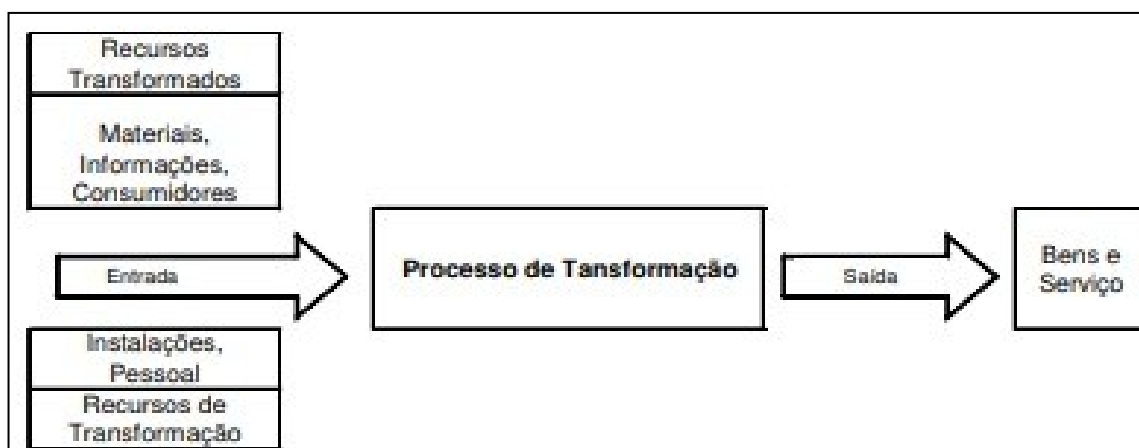 Recursos
Transformados
Materiais,
Informações,
Consumidores
Entrada
Instalações,
Pessoal
Recursos de
Transformação
Processo de Tansformação
Saída
Bens e
Serviço